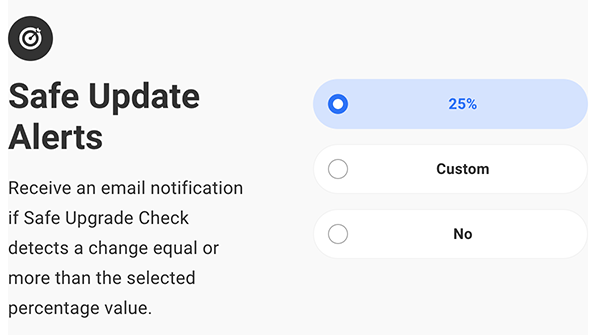 Safe Update
Alerts
Receive an email notification
if Safe Upgrade Check
detects a change equal or
more than the selected
percentage value.
25%
Custom
No